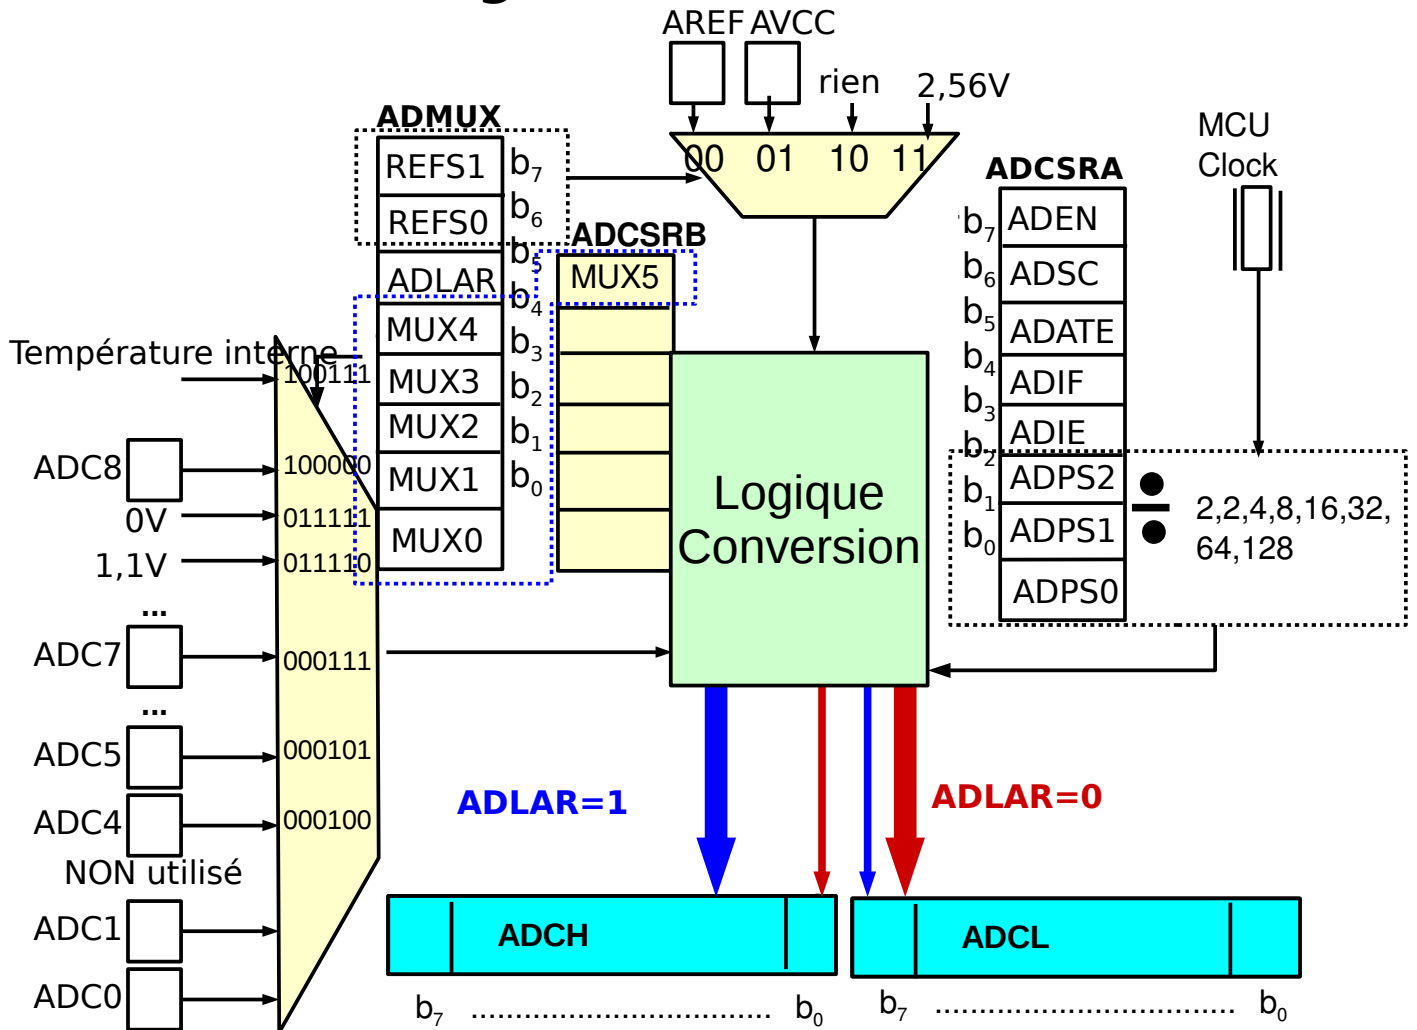 AREF AVCC
rien 2,56V
00 01 10 11
MCU
Clock
ADMUX
REFS1 b7
REFS0 b6
ADLAR b5
MUX4 b4
MUX3 b3
MUX2 b2
MUX1 b1
MUX0 b0
ADCSRB
MUX5
ADCSRA
b7 ADEN
b6 ADSC
b5 ADATE
b4 ADIF
b3 ADIE
b2 ADPS2
b1 ADPS1
b0 ADPS0
2,2,4,8,16,32,
64,128
Température interne
100111
ADC8 100000
0V 011111
1,1V 011110
...
ADC7 000111
...
ADC5 000101
ADC4 000100
NON utilisé
ADC1
ADC0
Logique
Conversion
ADLAR=1
ADLAR=0
ADCH
ADCL
b7 ................................ b0
b7 ................................ b0